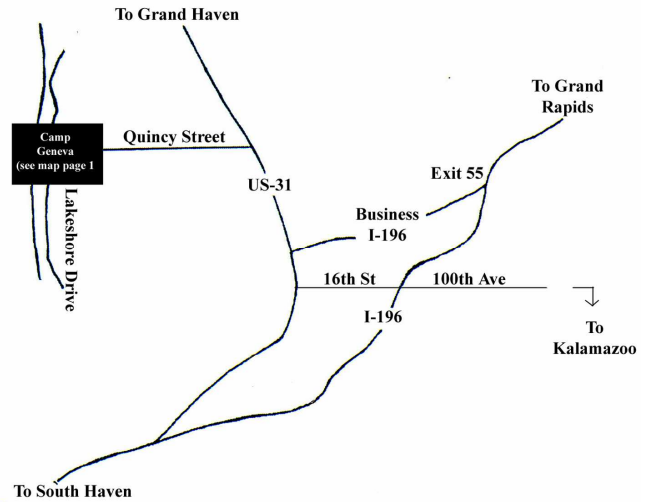 To Grand Haven
To Grand
Rapids
Camp
Geneva
(see map page 1
Quincy Street
Exit 55
US-31
Lakeshore Drive
Business
I-196
16th St
100th Ave
I-196
To
Kalamazoo
To South Haven